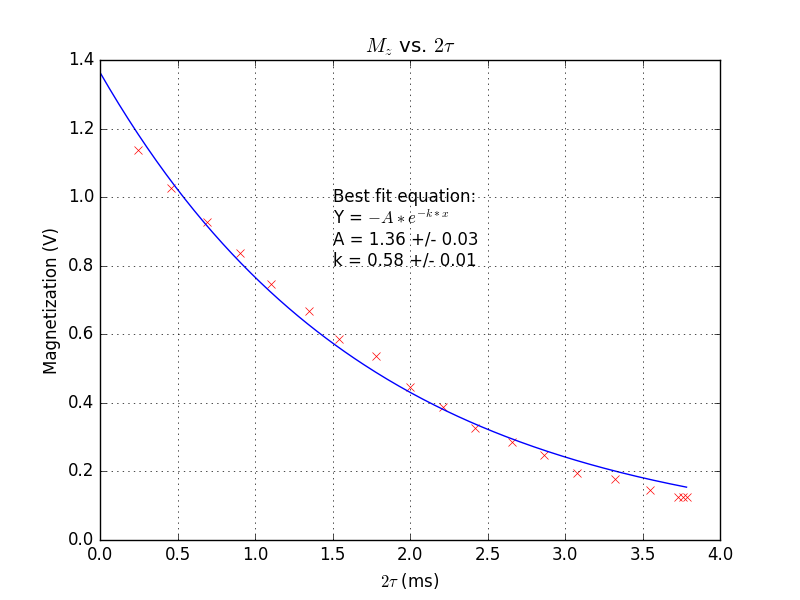 M_z vs. 2τ
1.4
1.2
1.0
0.8
0.6
0.4
0.2
0.0
Magnetization (V)
Best fit equation:
Y = −A∗e^{−k∗x}
A = 1.36 +/- 0.03
k = 0.58 +/- 0.01
0.0 0.5 1.0 1.5 2.0 2.5 3.0 3.5 4.0
2τ (ms)